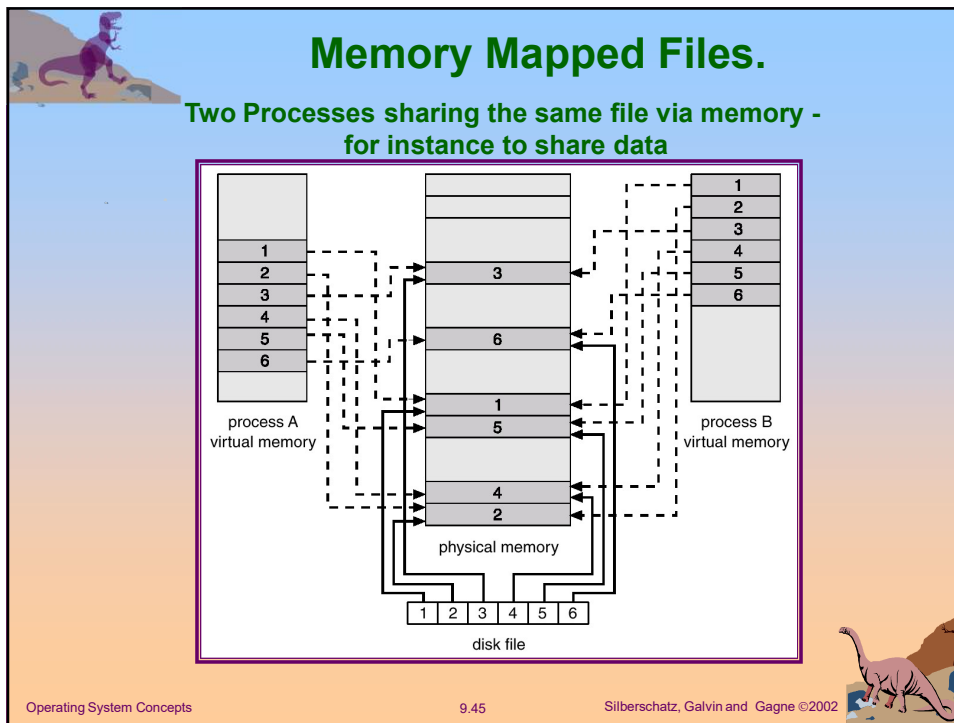 Memory Mapped Files.
Two Processes sharing the same file via memory -
for instance to share data
1
2
3
4
5
6
process A
virtual memory
3
6
1
5
4
2
physical memory
1
2
3
4
5
6
process B
virtual memory
1 2 3 4 5 6
disk file
Operating System Concepts
9.45
Silberschatz, Galvin and Gagne ©2002